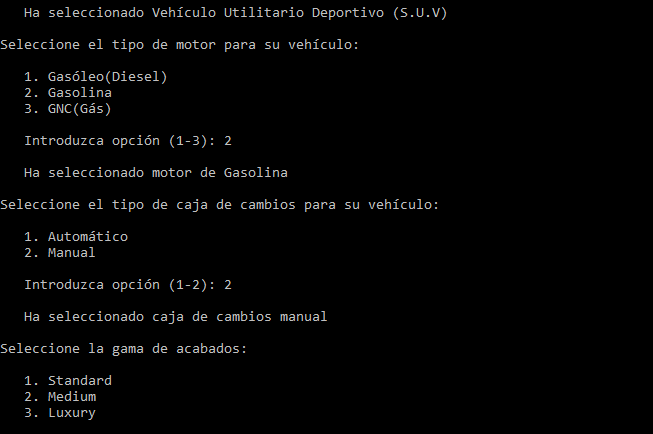 Ha seleccionado Vehículo Utilitario Deportivo (S.U.V)
Seleccione el tipo de motor para su vehículo:
1. Gasóleo(Diesel)
2. Gasolina
3. GNC(Gás)
Introduzca opción (1-3): 2
Ha seleccionado motor de Gasolina
Seleccione el tipo de caja de cambios para su vehículo:
1. Automático
2. Manual
Introduzca opción (1-2): 2
Ha seleccionado caja de cambios manual
Seleccione la gama de acabados:
1. Standard
2. Medium
3. Luxury